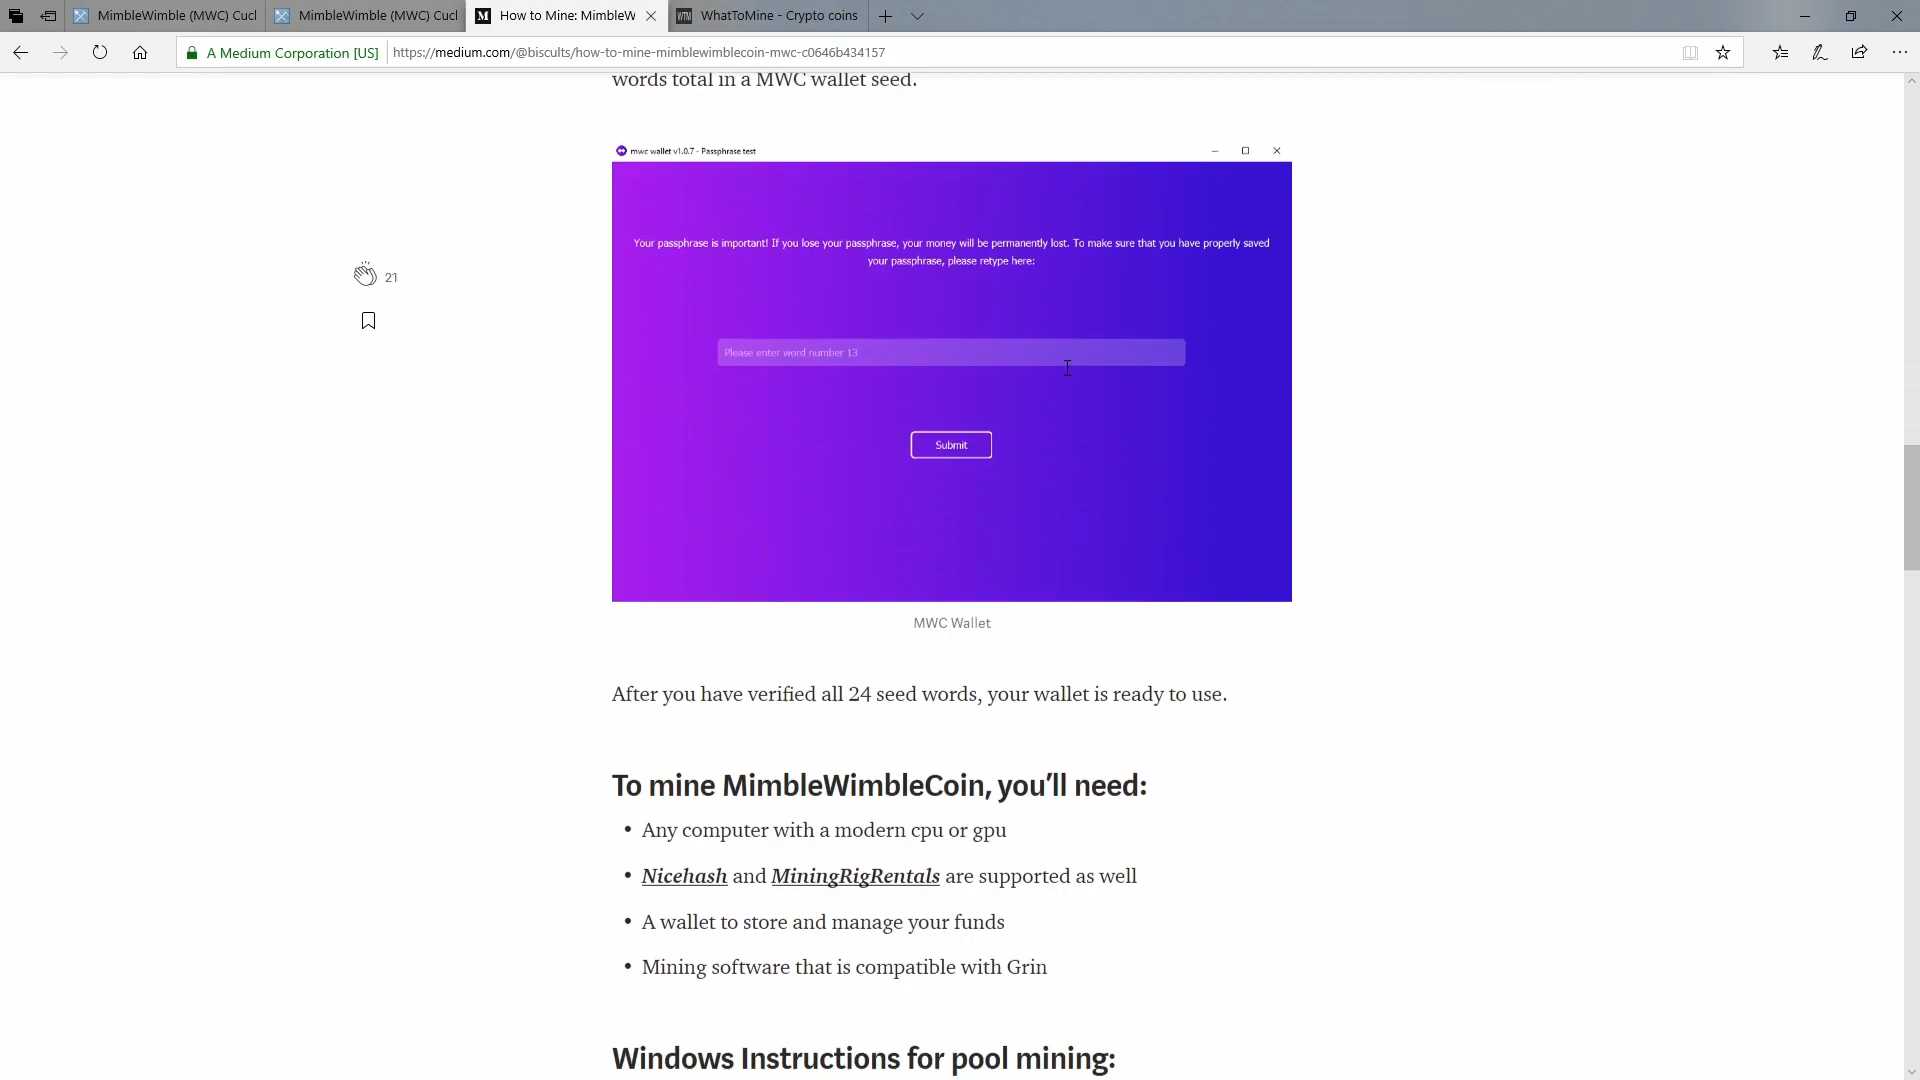 MimbleWimble (MWC) Cucl
MimbleWimble (MWC) Cucl
How to Mine: MimbleW
WhatToMine - Crypto coins
A Medium Corporation [US]
https://medium.com/@biscults/how-to-mine-mimblewimblecoin-mwc-c0646b434157
words total in a MWC wallet seed.
mwc wallet v1.0.7 - Passphrase test
Your passphrase is important! If you lose your passphrase, your money will be permanently lost. To make sure that you have properly saved
your passphrase, please retype here:
21
Please enter word number 13
Submit
MWC Wallet
After you have verified all 24 seed words, your wallet is ready to use.
To mine MimbleWimbleCoin, you’ll need:
• Any computer with a modern cpu or gpu
• Nicehash and MiningRigRentals are supported as well
• A wallet to store and manage your funds
• Mining software that is compatible with Grin
Windows Instructions for pool mining: